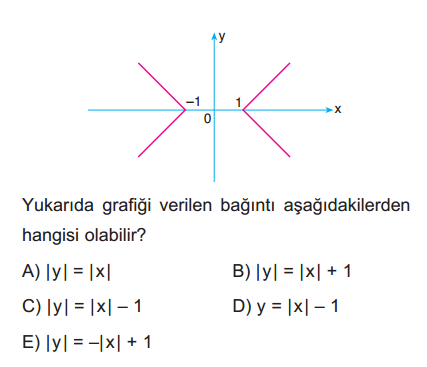 y
–1
1
0
x
Yukarıda grafiği verilen bağıntı aşağıdakilerden
hangisi olabilir?
A) |y| = |x|
B) |y| = |x| + 1
C) |y| = |x| – 1
D) y = |x| – 1
E) |y| = –|x| + 1